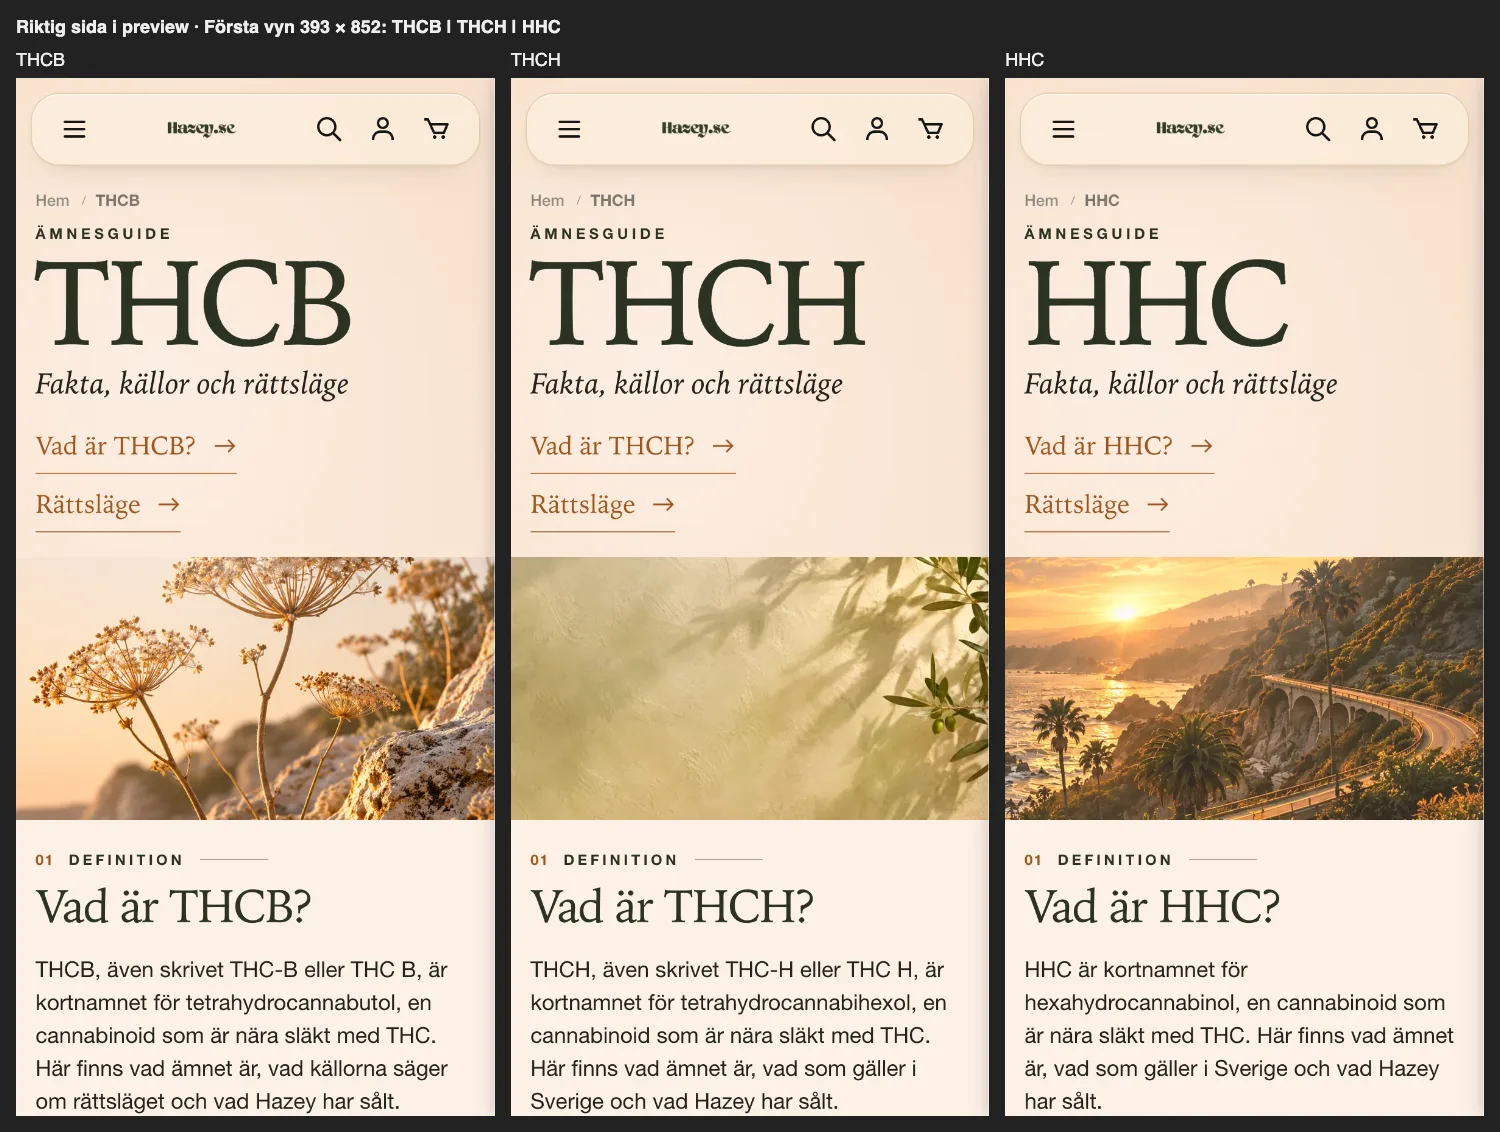 Riktig sida i preview · Första vyn 393 × 852: THCB | THCH | HHC
THCB
Hazey.se
Hem / THCB
ÄMNESGUIDE
THCB
Fakta, källor och rättsläge
Vad är THCB? →
Rättsläge →
01 DEFINITION
Vad är THCB?
THCB, även skrivet THC-B eller THC B, är
kortnamnet för tetrahydrocannabutol, en
cannabinoid som är nära släkt med THC.
Här finns vad ämnet är, vad källorna säger
om rättsläget och vad Hazey har sålt.
THCH
Hazey.se
Hem / THCH
ÄMNESGUIDE
THCH
Fakta, källor och rättsläge
Vad är THCH? →
Rättsläge →
01 DEFINITION
Vad är THCH?
THCH, även skrivet THC-H eller THC H, är
kortnamnet för tetrahydrocannabihexol, en
cannabinoid som är nära släkt med THC.
Här finns vad ämnet är, vad som gäller i
Sverige och vad Hazey har sålt.
HHC
Hazey.se
Hem / HHC
ÄMNESGUIDE
HHC
Fakta, källor och rättsläge
Vad är HHC? →
Rättsläge →
01 DEFINITION
Vad är HHC?
HHC är kortnamnet för
hexahydrocannabinol, en cannabinoid som
är nära släkt med THC. Här finns vad ämnet
är, vad som gäller i Sverige och vad Hazey
har sålt.